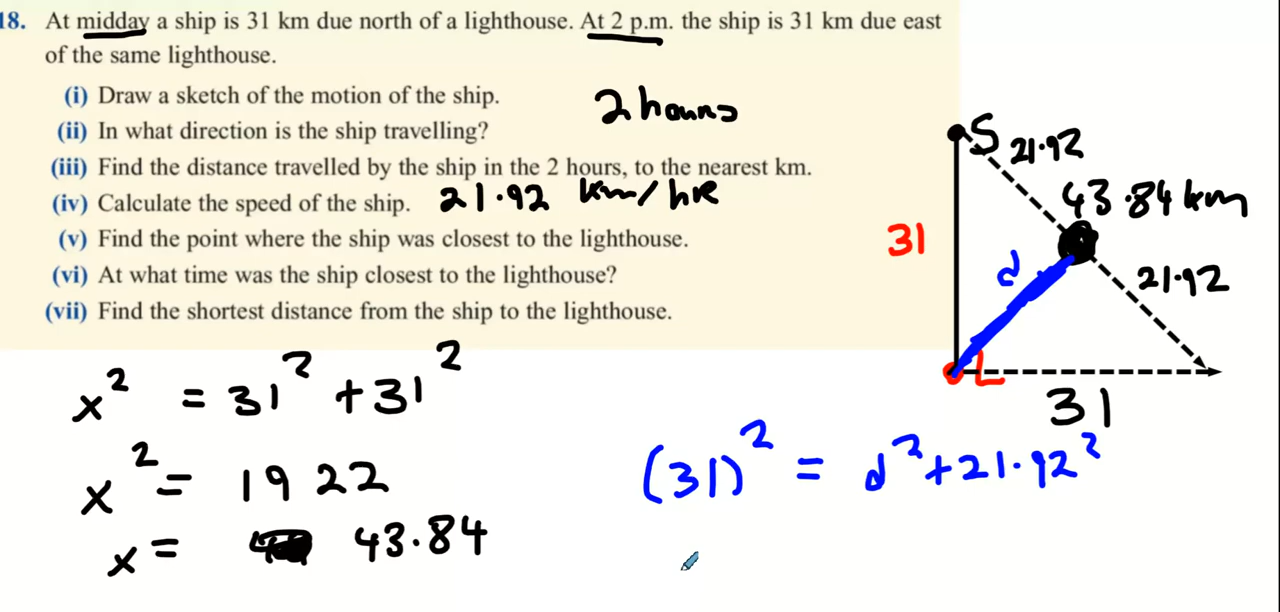 18. At midday a ship is 31 km due north of a lighthouse. At 2 p.m. the ship is 31 km due east
of the same lighthouse.
(i) Draw a sketch of the motion of the ship.
2 hours
(ii) In what direction is the ship travelling?
(iii) Find the distance travelled by the ship in the 2 hours, to the nearest km.
(iv) Calculate the speed of the ship. 21.92 km/hr
(v) Find the point where the ship was closest to the lighthouse.
(vi) At what time was the ship closest to the lighthouse?
(vii) Find the shortest distance from the ship to the lighthouse.
S
21.92
43.84 km
31
d
21.92
L
31
x² = 31² + 31²
x² = 1922
x = 43.84
(31)² = d² + 21.92²